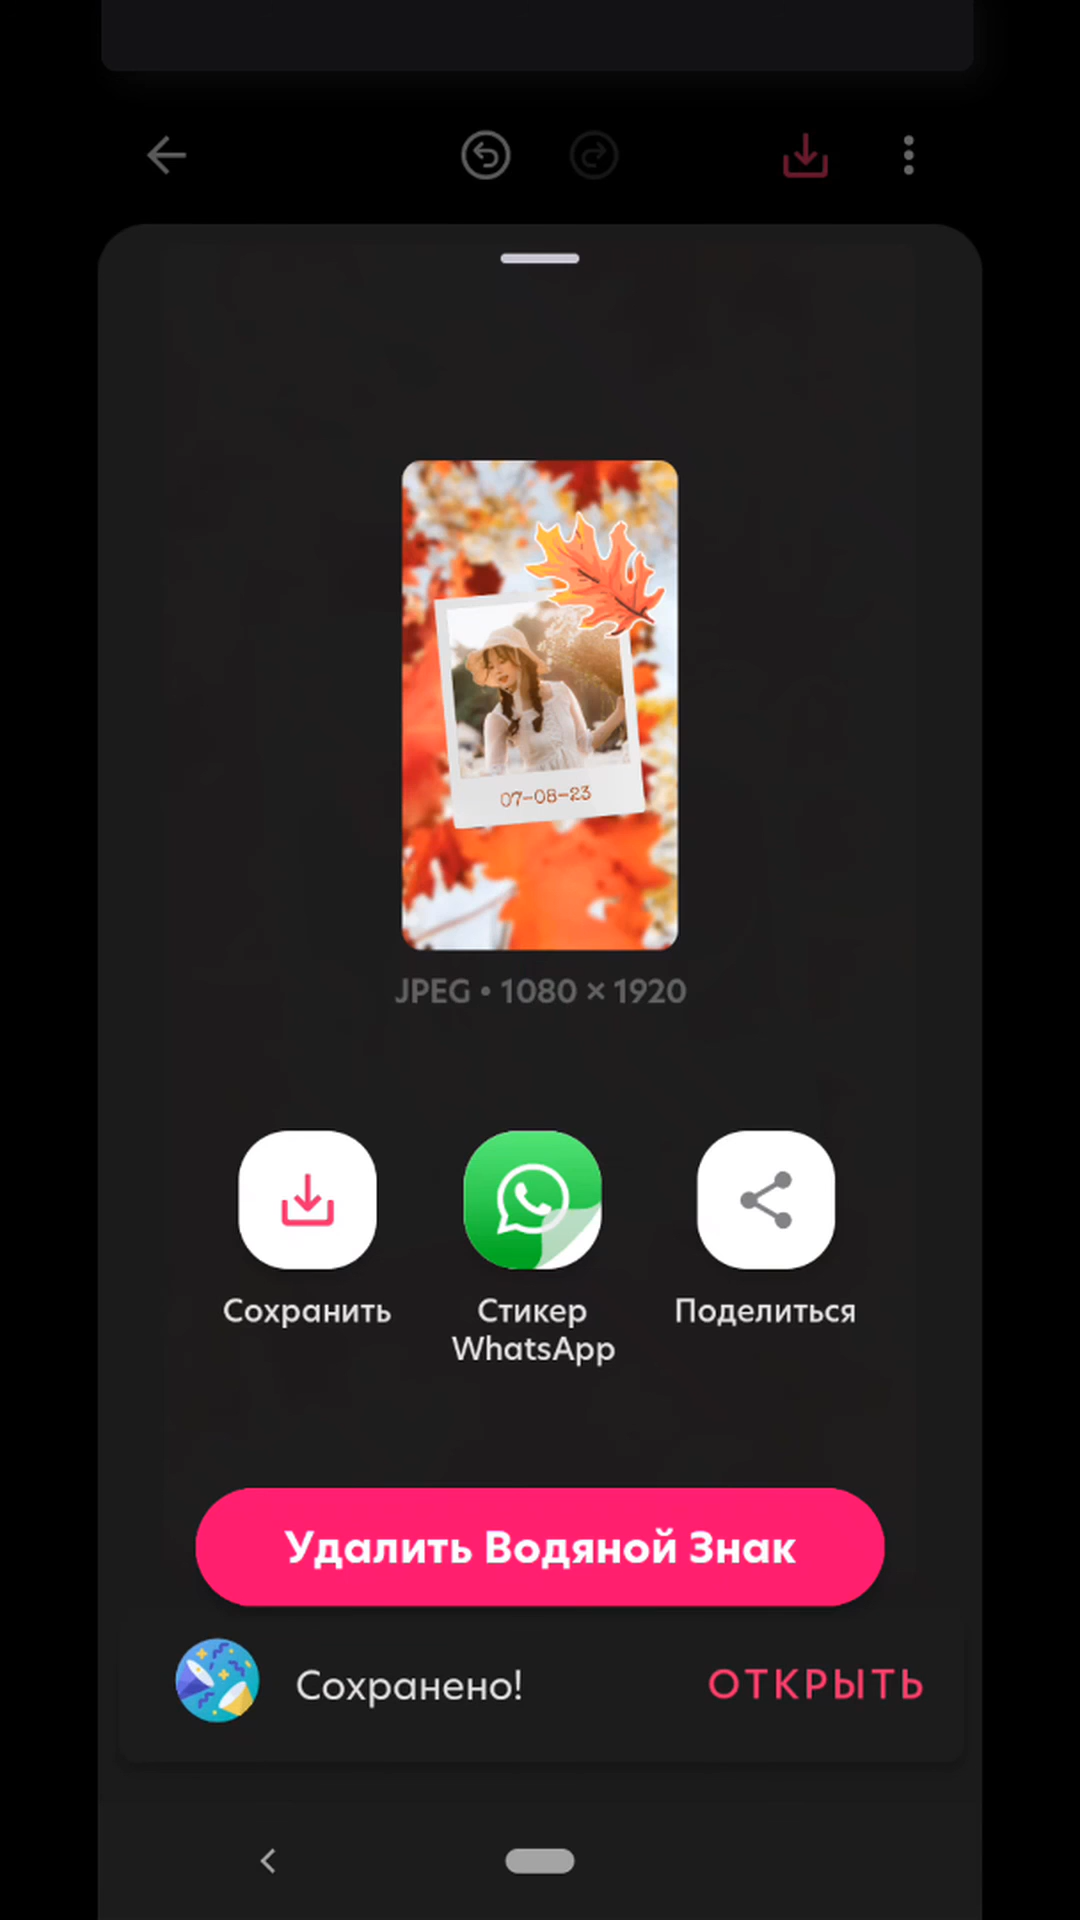 07-08-23
JPEG • 1080 × 1920
Сохранить
Стикер
WhatsApp
Поделиться
Удалить Водяной Знак
Сохранено!
ОТКРЫТЬ